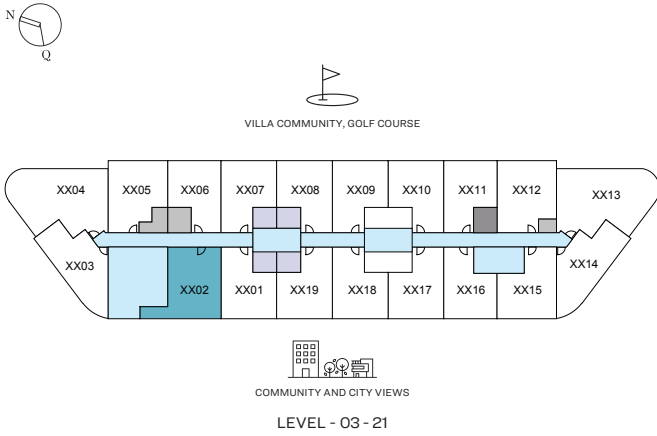 N
Q
VILLA COMMUNITY, GOLF COURSE
XX04 XX05 XX06 XX07 XX08 XX09 XX10 XX11 XX12 XX13
XX03 XX14
XX02 XX01 XX19 XX18 XX17 XX16 XX15
COMMUNITY AND CITY VIEWS
LEVEL - 03 - 21